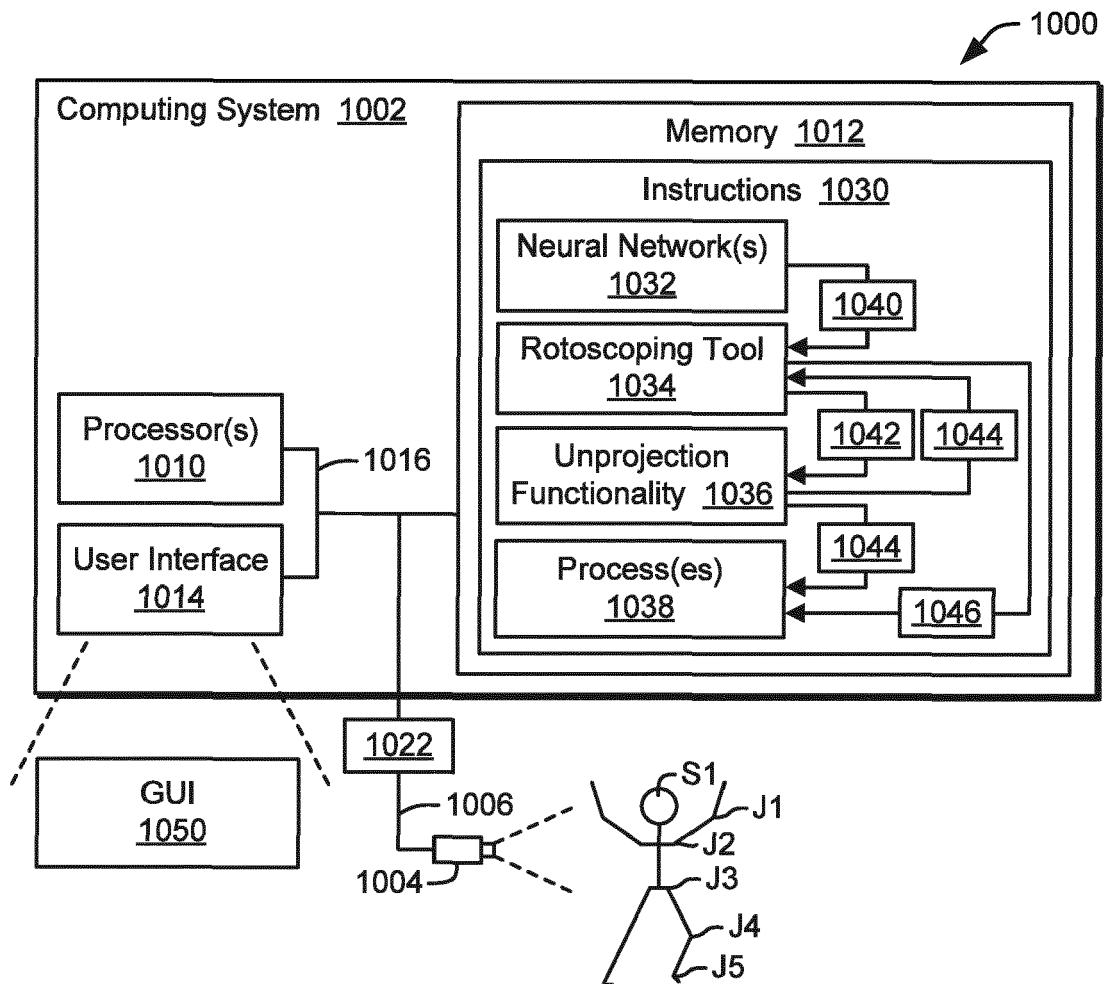 1000
Computing System 1002
Memory 1012
Instructions 1030
Neural Network(s)
1032
1040
Rotoscoping Tool
1034
1042
1044
Processor(s)
1010
1016
Unprojection
Functionality 1036
1044
User Interface
1014
Process(es)
1038
1046
1022
GUI
1050
1006
1004
S1
J1
J2
J3
J4
J5